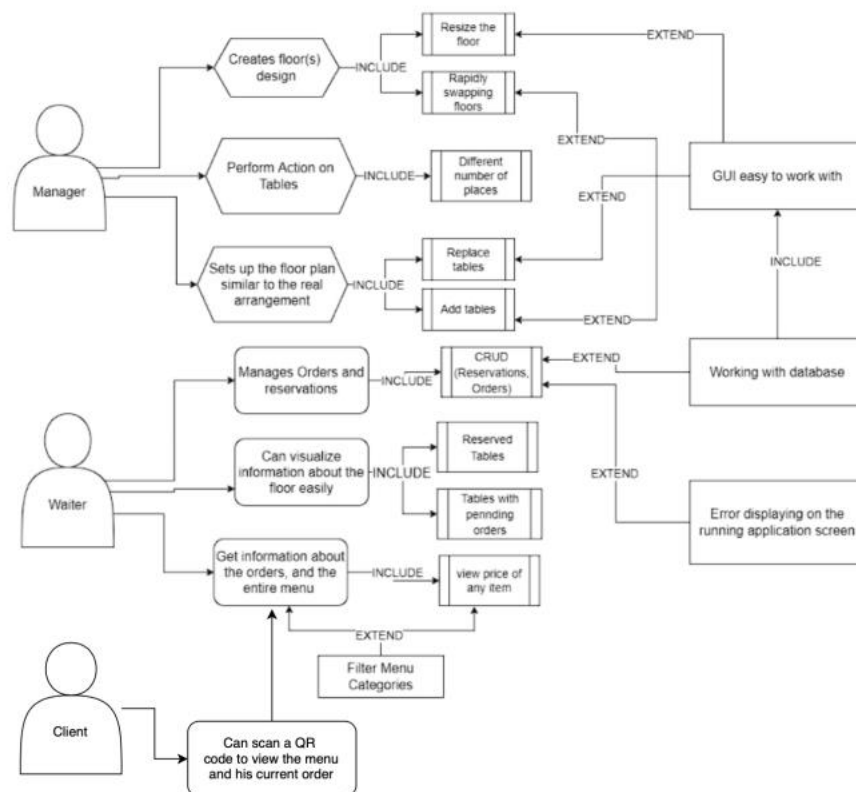 Resize the
floor
EXTEND
Creates floor(s)
design
INCLUDE
Rapidly
swapping
floors
EXTEND
Manager
Perform Action on
Tables
INCLUDE
Different
number of
places
GUI easy to work with
EXTEND
Sets up the floor plan
similar to the real
arrangement
INCLUDE
Replace
tables
Add tables
EXTEND
INCLUDE
Manages Orders and
reservations
INCLUDE
CRUD
(Reservations,
Orders)
EXTEND
Working with database
Waiter
Can visualize
information about the
floor easily
INCLUDE
Reserved
Tables
Tables with
pennding
orders
EXTEND
Error displaying on the
running application screen
Get information about
the orders, and the
entire menu
INCLUDE
view price of
any item
EXTEND
Filter Menu
Categories
Client
Can scan a QR
code to view the menu
and his current order